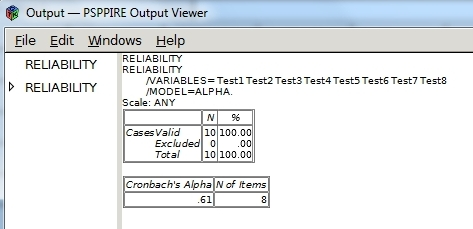 Output — PSPPIRE Output Viewer
File Edit Windows Help
RELIABILITY
RELIABILITY
RELIABILITY
RELIABILITY
/VARIABLES= Test1 Test2 Test3 Test4 Test5 Test6 Test7 Test8
/MODEL=ALPHA.
Scale: ANY
N %
Cases Valid 10 100.00
Excluded 0 .00
Total 10 100.00
Cronbach's Alpha N of Items
.61 8